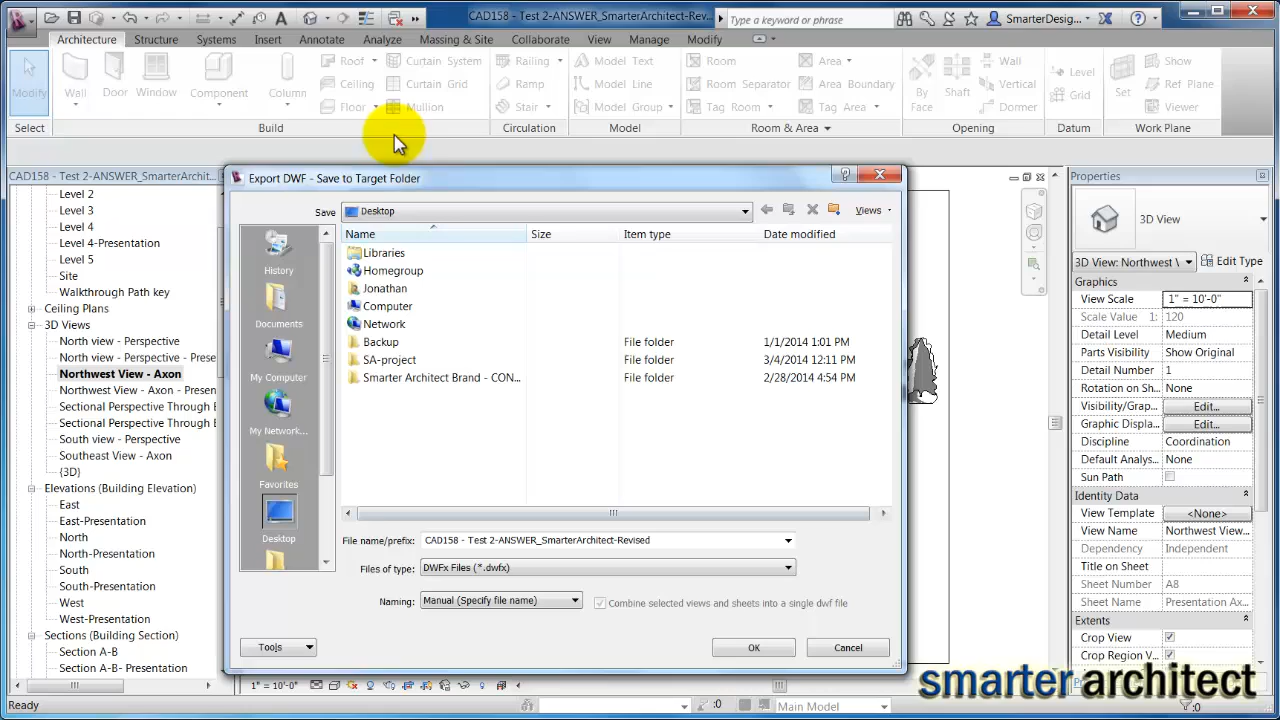 CAD158 - Test 2-ANSWER_SmarterArchitect-Rev...
Type a keyword or phrase
SmarterDesig...
Architecture Structure Systems Insert Annotate Analyze Massing & Site Collaborate View Manage Modify
Modify
Wall
Door
Window
Component
Column
Roof
Ceiling
Floor
Curtain System
Curtain Grid
Mullion
Railing
Ramp
Stair
Model Text
Model Line
Model Group
Room
Room Separator
Tag Room
Area
Area Boundary
Tag Area
By Face
Shaft
Wall
Vertical
Dormer
Level
Grid
Set
Show
Ref Plane
Viewer
Select Build Circulation Model Room & Area Opening Datum Work Plane
CAD158 - Test 2-ANSWER_SmarterArchit...
Level 2
Level 3
Level 4
Level 4-Presentation
Level 5
Site
Walkthrough Path key
Ceiling Plans
3D Views
North view - Perspective
North view - Perspective - Prese
Northwest View - Axon
Northwest View - Axon - Presen
Sectional Perspective Through B
Sectional Perspective Through E
South view - Perspective
Southeast View - Axon
{3D}
Elevations (Building Elevation)
East
East-Presentation
North
North-Presentation
South
South-Presentation
West
West-Presentation
Sections (Building Section)
Section A-B
Section A-B- Presentation
Export DWF - Save to Target Folder
Save
Desktop
Views
History
Documents
My Computer
My Network...
Favorites
Desktop
Name Size Item type Date modified
Libraries
Homegroup
Jonathan
Computer
Network
Backup File folder 1/1/2014 1:01 PM
SA-project File folder 3/4/2014 12:11 PM
Smarter Architect Brand - CON... File folder 2/28/2014 4:54 PM
File name/prefix: CAD158 - Test 2-ANSWER_SmarterArchitect-Revised
Files of type: DWFx Files (*.dwfx)
Naming: Manual (Specify file name)
Combine selected views and sheets into a single dwf file
Tools
OK
Cancel
Properties
3D View
3D View: Northwest V
Edit Type
Graphics
View Scale 1" = 10'-0"
Scale Value 1: 120
Detail Level Medium
Parts Visibility Show Original
Detail Number 1
Rotation on Sh... None
Visibility/Grap... Edit...
Graphic Displa... Edit...
Discipline Coordination
Default Analys... None
Sun Path
Identity Data
View Template <None>
View Name Northwest View...
Dependency Independent
Title on Sheet
Sheet Number A8
Sheet Name Presentation Ax...
Extents
Crop View
Crop Region V...
1" = 10'-0"
:0
Main Model
:0
smarter architect